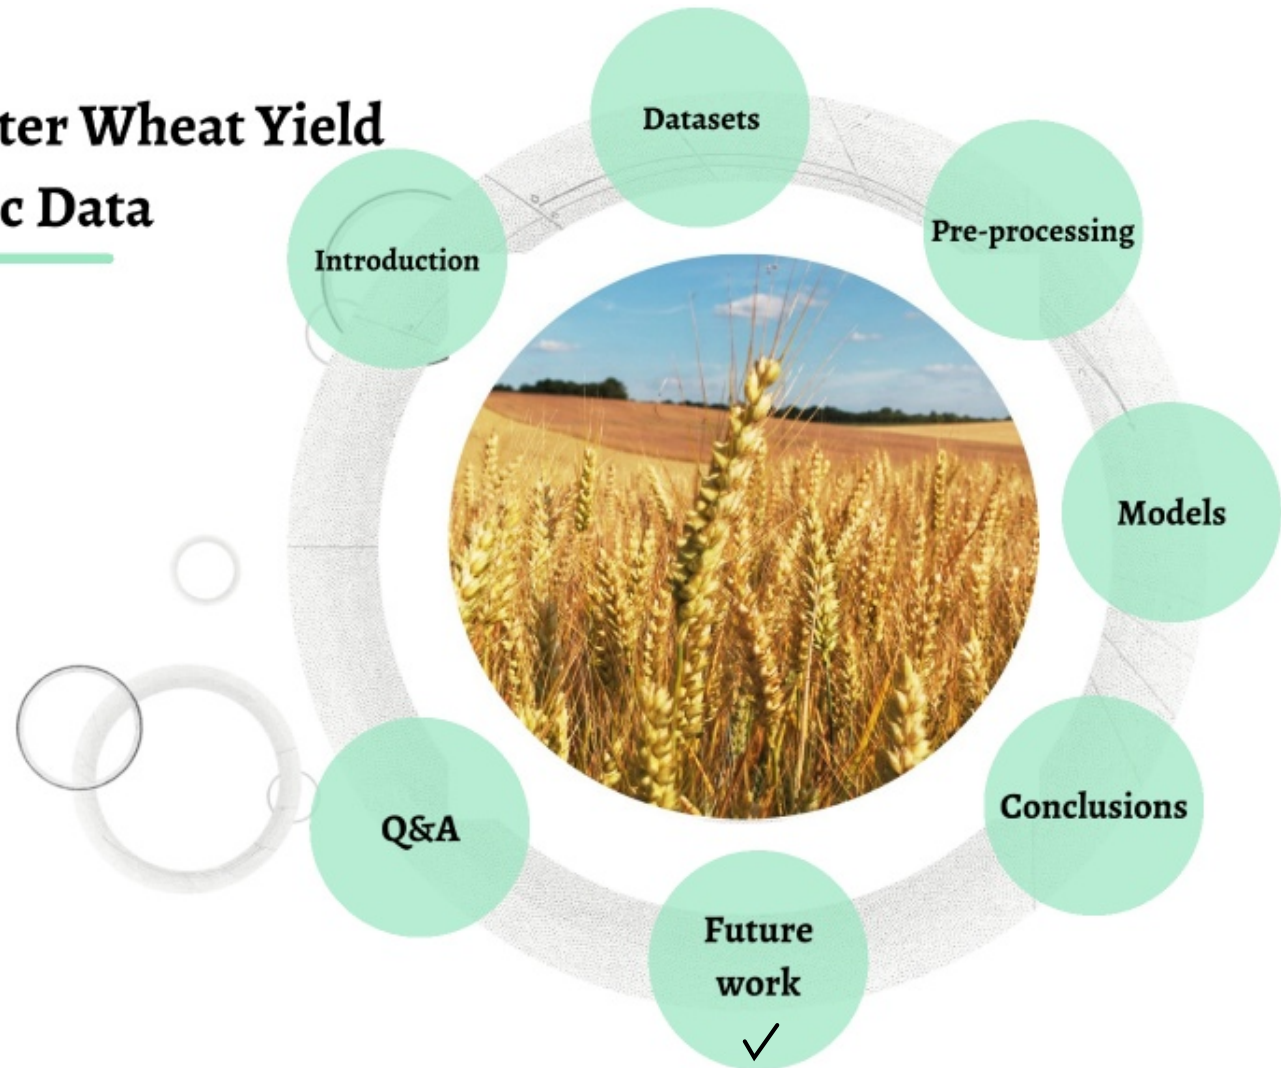 ter Wheat Yield
c Data
Introduction
Datasets
Pre-processing
Models
Conclusions
Future
work
✓
Q&A